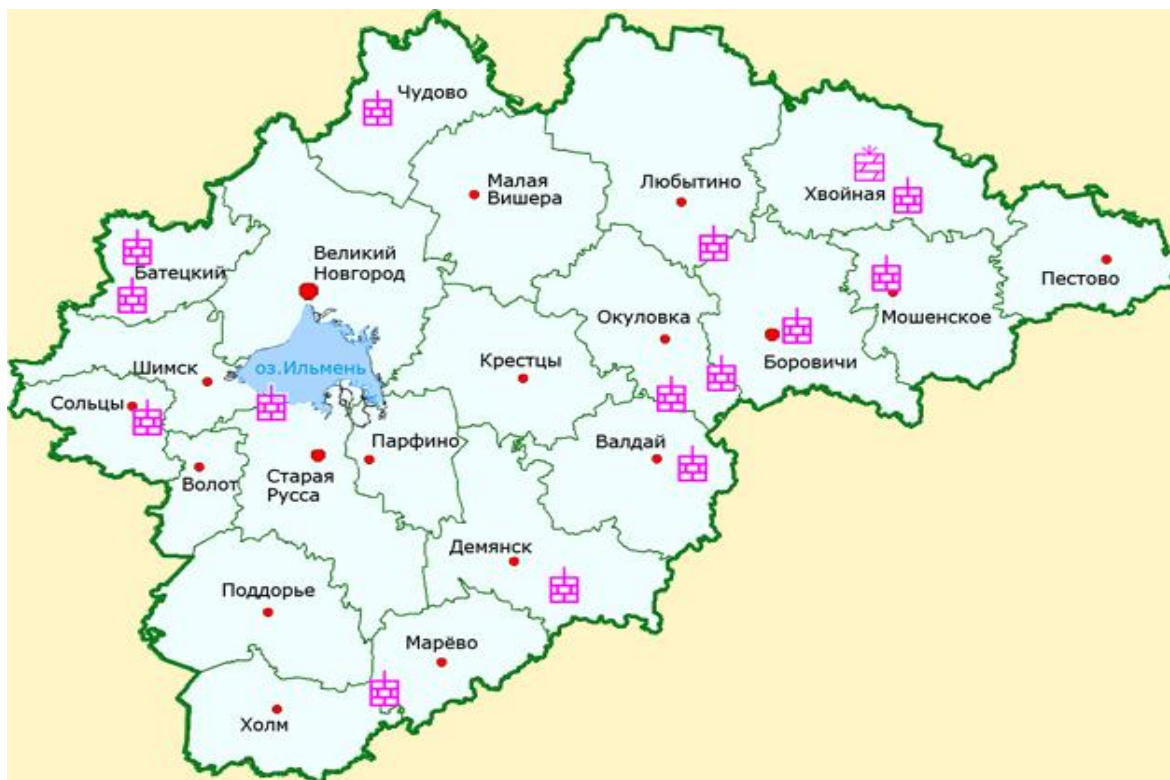 Чудово
Малая
Вишера
Любытино
Хвойная
Батецкий
Великий
Новгород
Пестово
Мошенское
Окуловка
Боровичи
Крестцы
Шимск
оз.Ильмень
Сольцы
Парфино
Валдай
Волот
Старая
Русса
Демянск
Поддорье
Марёво
Холм